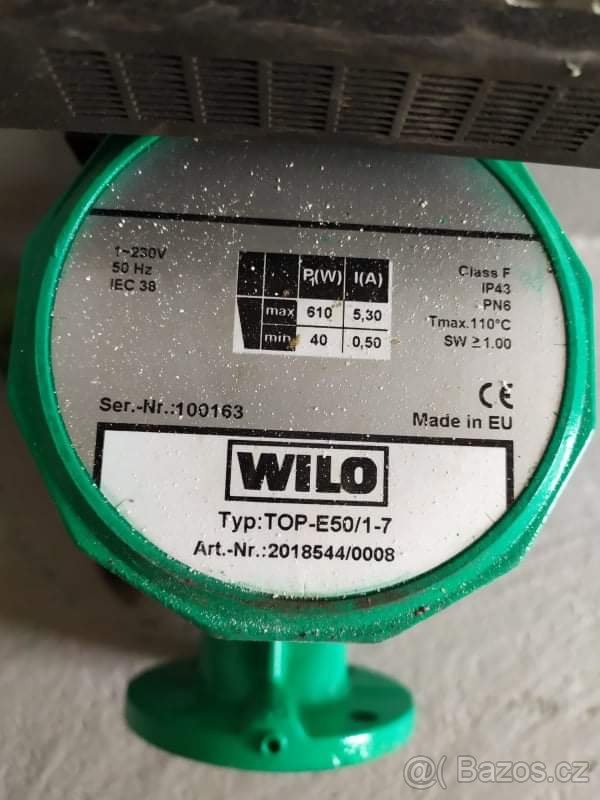 1~230V
50 Hz
IEC 38
P₁(W) I(A)
max 610 5,30
min 40 0,50
Class F
IP43
PN6
Tmax.110°C
SW ≥1.00
Ser.-Nr.:100163
CE
Made in EU
WILO
Typ:TOP-E50/1-7
Art.-Nr.:2018544/0008
@( Bazos.cz